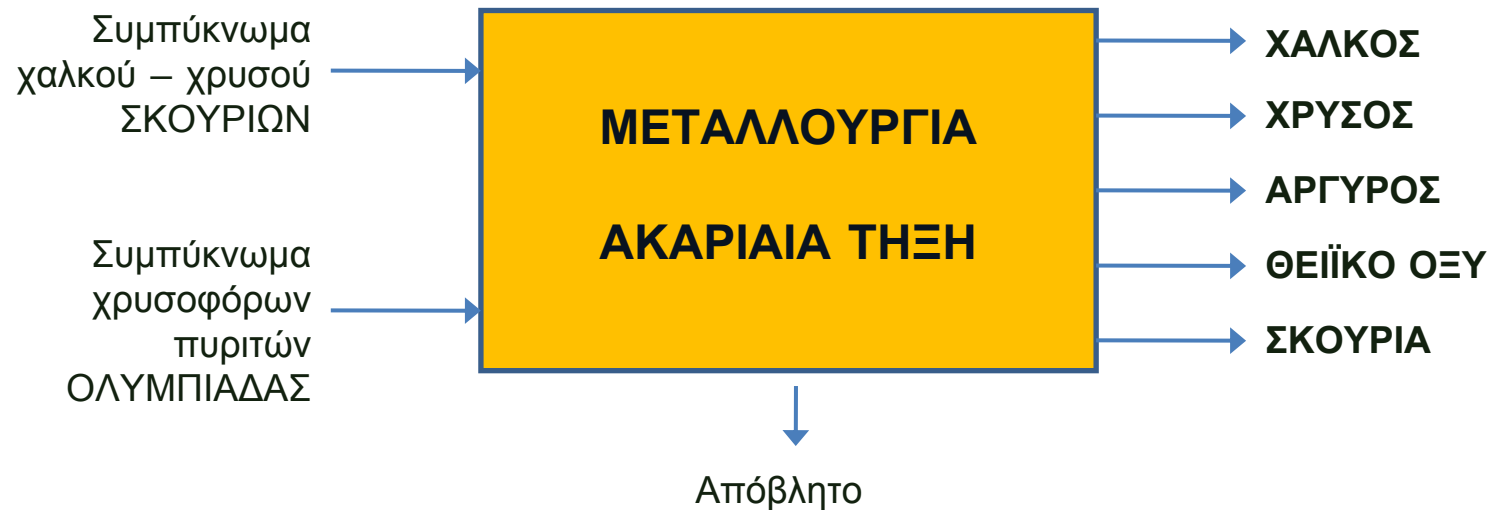 Συμπύκνωμα
χαλκού – χρυσού
ΣΚΟΥΡΙΩΝ
Συμπύκνωμα
χρυσοφόρων
πυριτών
ΟΛΥΜΠΙΑΔΑΣ
ΜΕΤΑΛΛΟΥΡΓΙΑ
ΑΚΑΡΙΑΙΑ ΤΗΞΗ
ΧΑΛΚΟΣ
ΧΡΥΣΟΣ
ΑΡΓΥΡΟΣ
ΘΕΙΪΚΟ ΟΞΥ
ΣΚΟΥΡΙΑ
Απόβλητο